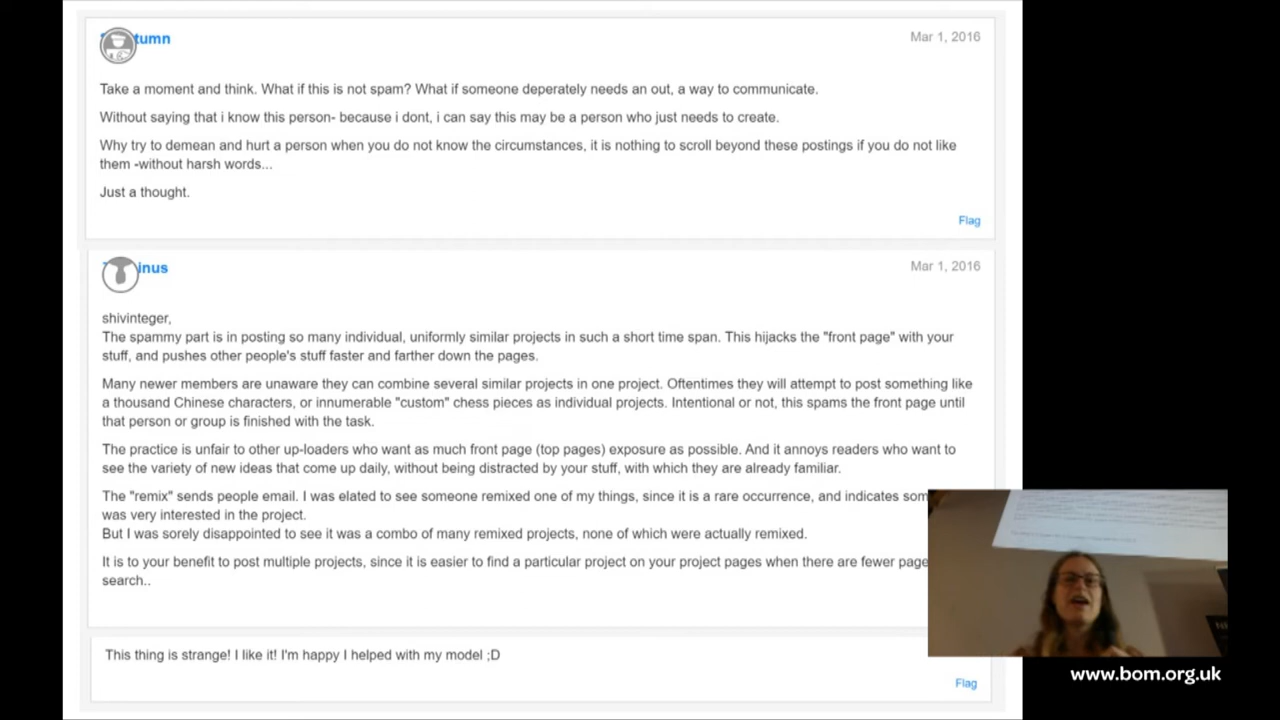 tumn
Mar 1, 2016
Take a moment and think. What if this is not spam? What if someone deperately needs an out, a way to communicate.
Without saying that i know this person- because i dont, i can say this may be a person who just needs to create.
Why try to demean and hurt a person when you do not know the circumstances, it is nothing to scroll beyond these postings if you do not like
them -without harsh words...
Just a thought.
Flag
inus
Mar 1, 2016
shivinteger,
The spammy part is in posting so many individual, uniformly similar projects in such a short time span. This hijacks the "front page" with your
stuff, and pushes other people's stuff faster and farther down the pages.
Many newer members are unaware they can combine several similar projects in one project. Oftentimes they will attempt to post something like
a thousand Chinese characters, or innumerable "custom" chess pieces as individual projects. Intentional or not, this spams the front page until
that person or group is finished with the task.
The practice is unfair to other up-loaders who want as much front page (top pages) exposure as possible. And it annoys readers who want to
see the variety of new ideas that come up daily, without being distracted by your stuff, with which they are already familiar.
The "remix" sends people email. I was elated to see someone remixed one of my things, since it is a rare occurrence, and indicates som
was very interested in the project.
But I was sorely disappointed to see it was a combo of many remixed projects, none of which were actually remixed.
It is to your benefit to post multiple projects, since it is easier to find a particular project on your project pages when there are fewer page
search..
This thing is strange! I like it! I'm happy I helped with my model ;D
Flag
www.bom.org.uk